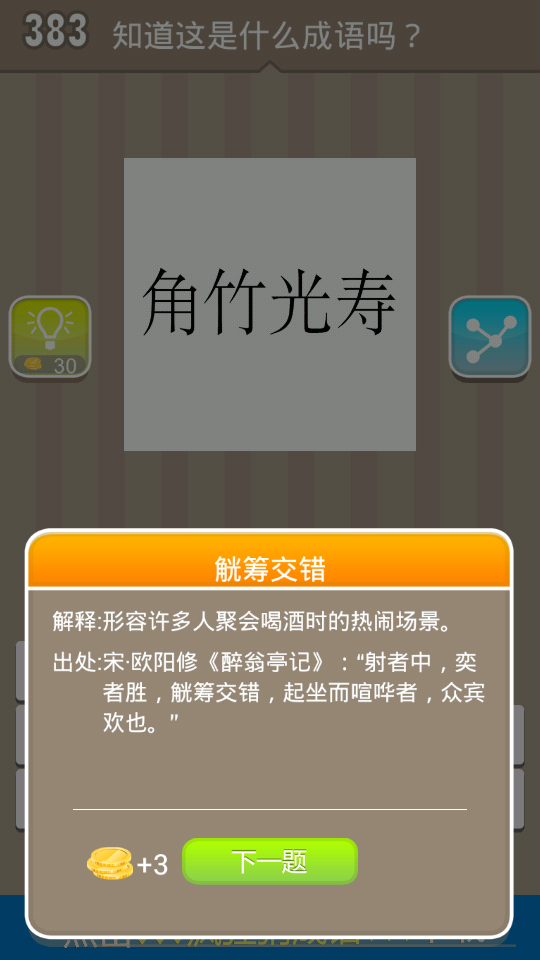 383 知道这是什么成语吗？
角竹光寿
30
觥筹交错
解释:形容许多人聚会喝酒时的热闹场景。
出处:宋·欧阳修《醉翁亭记》：“射者中，奕
者胜，觥筹交错，起坐而喧哗者，众宾
欢也。”
+3 下一题